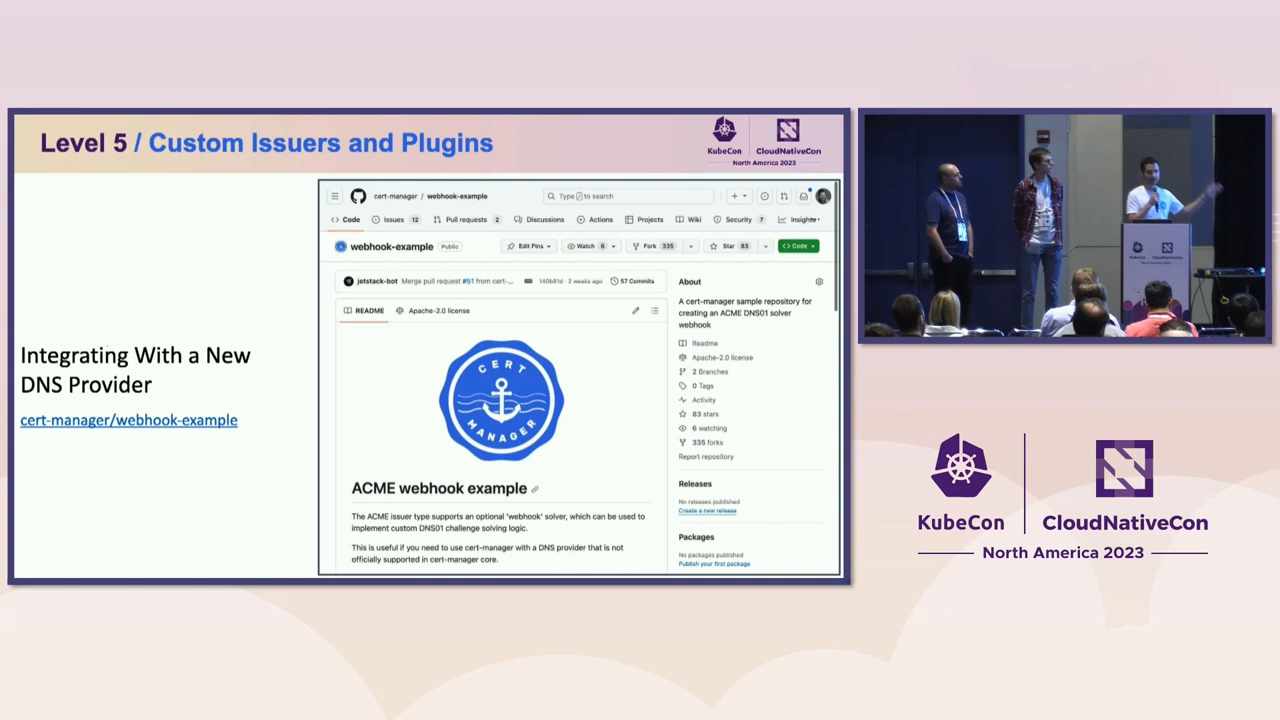 Level 5 / Custom Issuers and Plugins
KubeCon
CloudNativeCon
North America 2023
Integrating With a New
DNS Provider
cert-manager/webhook-example
cert-manager / webhook-example
Type / to search
Code
Issues 12
Pull requests 2
Discussions
Actions
Projects
Wiki
Security 7
Insights
webhook-example Public
Edit Pins
Watch 6
Fork 335
Star 83
Code
jetstack-bot Merge pull request #51 from cert-...
140b81d · 2 weeks ago
57 Commits
README
Apache-2.0 license
CERT
MANAGER
ACME webhook example
The ACME issuer type supports an optional 'webhook' solver, which can be used to
implement custom DNS01 challenge solving logic.
This is useful if you need to use cert-manager with a DNS provider that is not
officially supported in cert-manager core.
About
A cert-manager sample repository for
creating an ACME DNS01 solver
webhook
Readme
Apache-2.0 license
2 Branches
0 Tags
Activity
83 stars
6 watching
335 forks
Report repository
Releases
No releases published
Create a new release
Packages
No packages published
Publish your first package
KubeCon
CloudNativeCon
KubeCon
CloudNativeCon
North America 2023